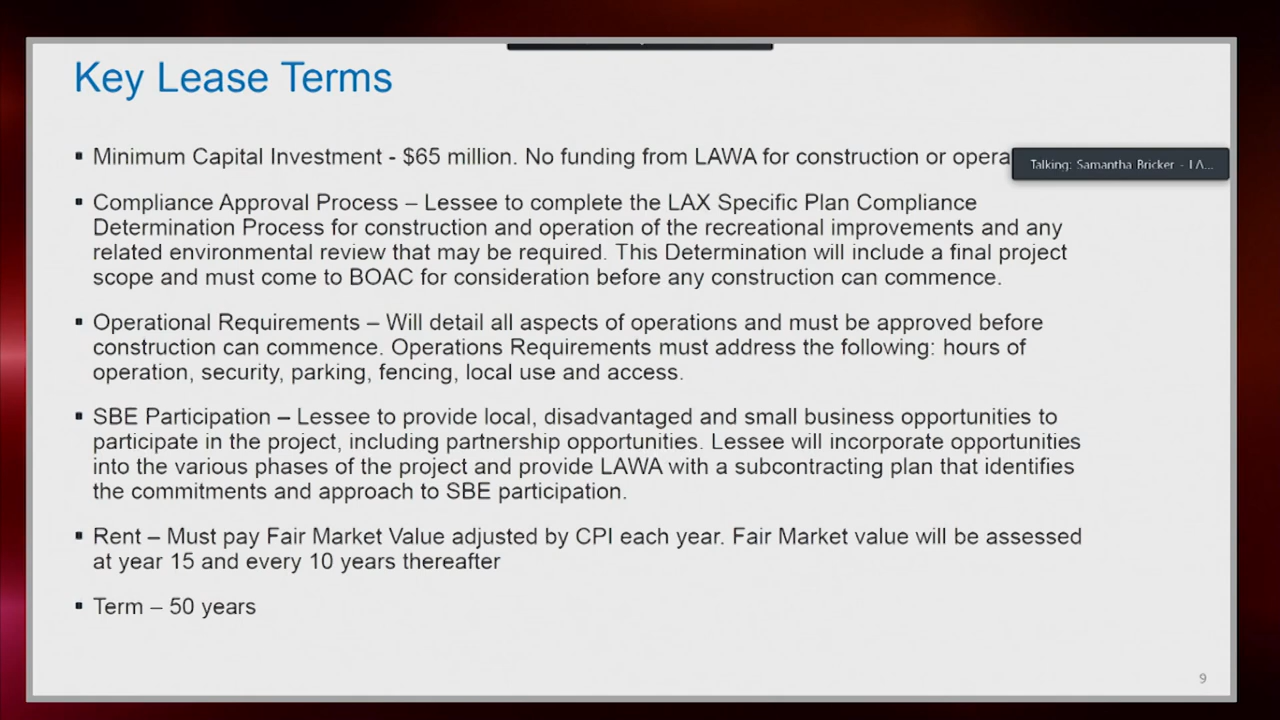 Key Lease Terms
▪ Minimum Capital Investment - $65 million. No funding from LAWA for construction or opera
Talking: Samantha Bricker - LA...
▪ Compliance Approval Process – Lessee to complete the LAX Specific Plan Compliance
Determination Process for construction and operation of the recreational improvements and any
related environmental review that may be required. This Determination will include a final project
scope and must come to BOAC for consideration before any construction can commence.
▪ Operational Requirements – Will detail all aspects of operations and must be approved before
construction can commence. Operations Requirements must address the following: hours of
operation, security, parking, fencing, local use and access.
▪ SBE Participation – Lessee to provide local, disadvantaged and small business opportunities to
participate in the project, including partnership opportunities. Lessee will incorporate opportunities
into the various phases of the project and provide LAWA with a subcontracting plan that identifies
the commitments and approach to SBE participation.
▪ Rent – Must pay Fair Market Value adjusted by CPI each year. Fair Market value will be assessed
at year 15 and every 10 years thereafter
▪ Term – 50 years
9